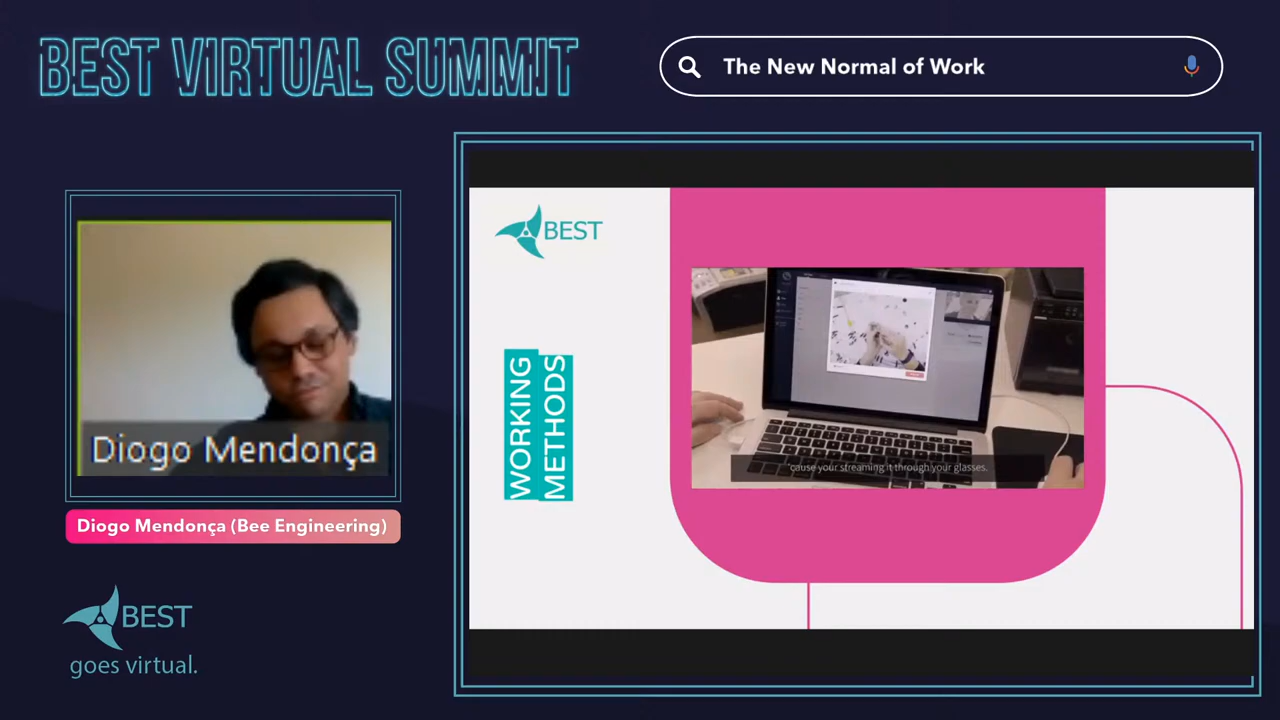 BEST VIRTUAL SUMMIT
The New Normal of Work
BEST
WORKING
METHODS
'cause your streaming it through your glasses.
Diogo Mendonça
Diogo Mendonça (Bee Engineering)
BEST
goes virtual.